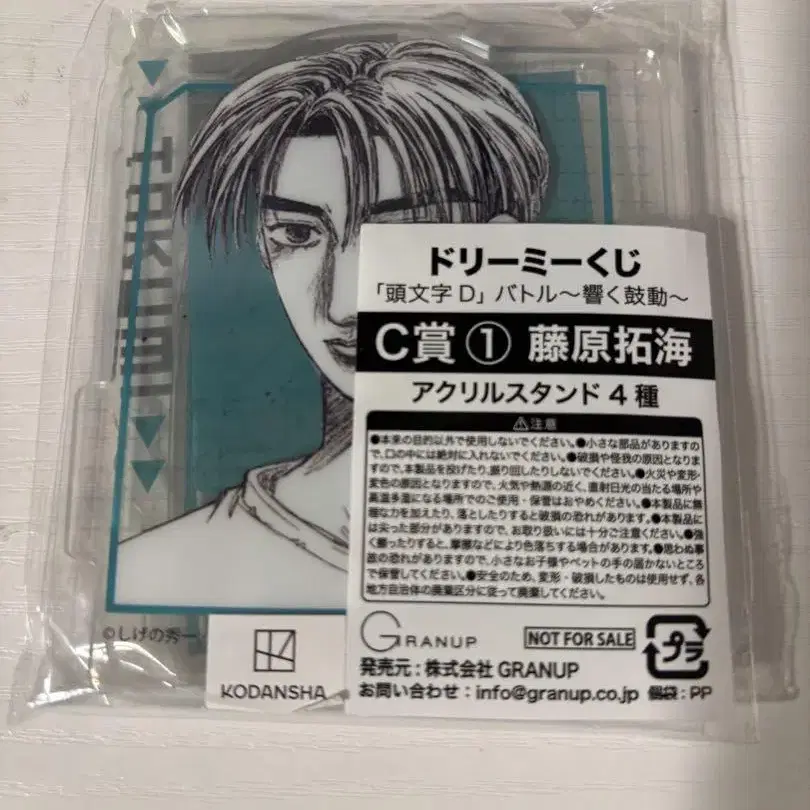 TAKUMI
ドリーミーくじ
「頭文字D」バトル～響く鼓動～
C賞 ① 藤原拓海
アクリルスタンド 4 種
⚠注意
●本来の目的以外で使用しないでください。●小さな部品がありますの
で、口の中には絶対に入れないでください。●破損や怪我の原因となりま
すので、本製品を投げたり、振り回したりしないでください。●火災や変形・
変色の原因となりますので、火気や熱源の近く、直射日光の当たる場所や
高温多湿になる場所でのご使用・保管はおやめください。●本製品に無
理な力を加えたり、落としたりすると破損の恐れがあります。●本製品に
は尖った部分がありますので、お取り扱いには十分ご注意ください。●強
く擦ったりすると、摩擦などにより色落ちする場合があります。●思わぬ事
故の恐れがありますので、小さなお子様やペットの手の届かないところ
で保管してください。●安全のため、変形・破損したものは使用せず、各
地方自治体の廃棄区分に従って廃棄してください。
©しげの秀一
KODANSHA
GRANUP
NOT FOR SALE
プラ
発売元：株式会社 GRANUP
お問い合わせ：info@granup.co.jp
個袋：PP